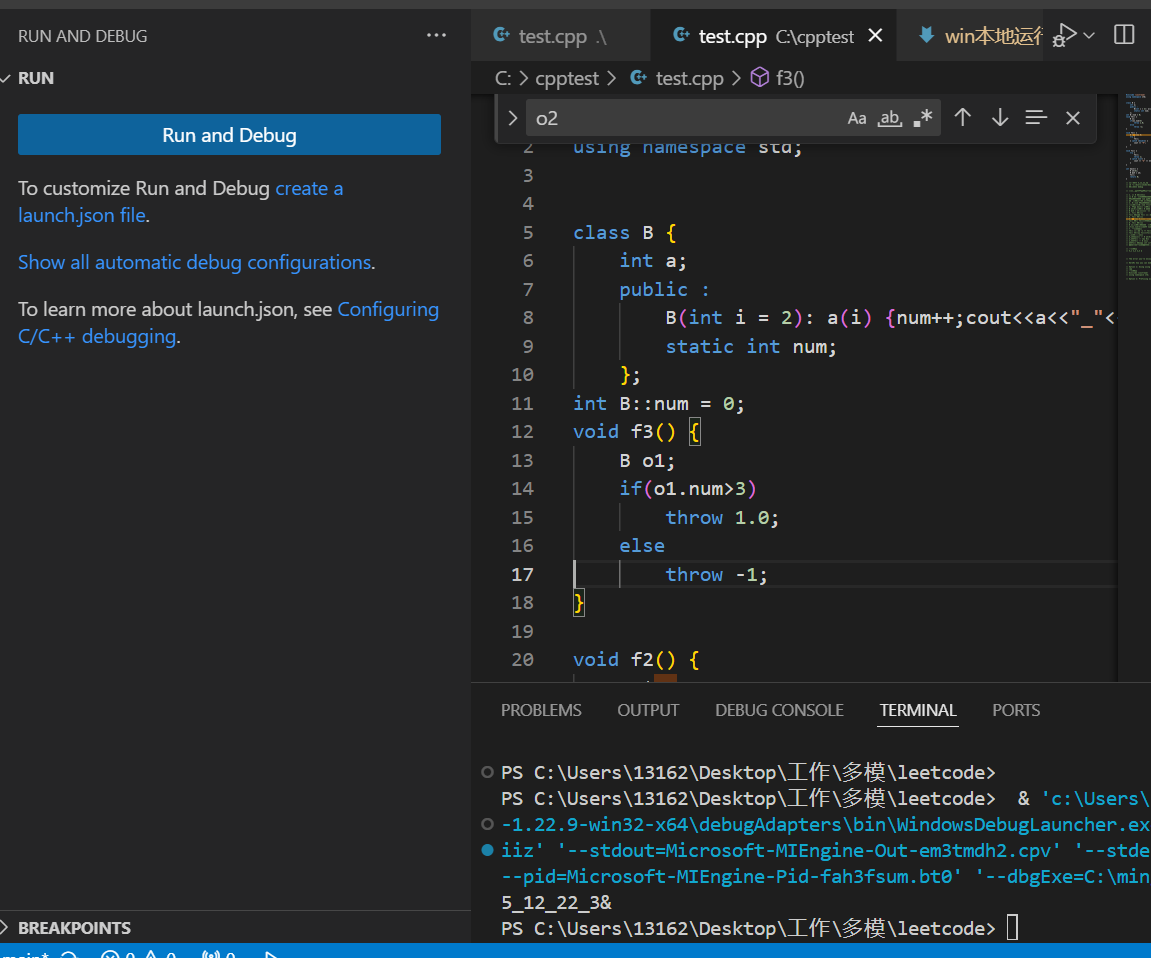 RUN AND DEBUG
RUN
Run and Debug
To customize Run and Debug create a
launch.json file.
Show all automatic debug configurations.
To learn more about launch.json, see Configuring
C/C++ debugging.
BREAKPOINTS
test.cpp .\
test.cpp C:\cpptest
win本地运行
C: > cpptest > test.cpp > f3()
o2
Aa ab .*
2 using namespace std;
3
4
5 class B {
6 int a;
7 public :
8 B(int i = 2): a(i) {num++;cout<<a<<"_"<
9 static int num;
10 };
11 int B::num = 0;
12 void f3() {
13 B o1;
14 if(o1.num>3)
15 throw 1.0;
16 else
17 throw -1;
18 }
19
20 void f2() {
PROBLEMS OUTPUT DEBUG CONSOLE TERMINAL PORTS
PS C:\Users\13162\Desktop\工作\多模\leetcode>
PS C:\Users\13162\Desktop\工作\多模\leetcode> & 'c:\Users\
-1.22.9-win32-x64\debugAdapters\bin\WindowsDebugLauncher.ex
iiz' '--stdout=Microsoft-MIEngine-Out-em3tmdh2.cpv' '--stde
--pid=Microsoft-MIEngine-Pid-fah3fsum.bt0' '--dbgExe=C:\min
5_12_22_3&
PS C:\Users\13162\Desktop\工作\多模\leetcode>